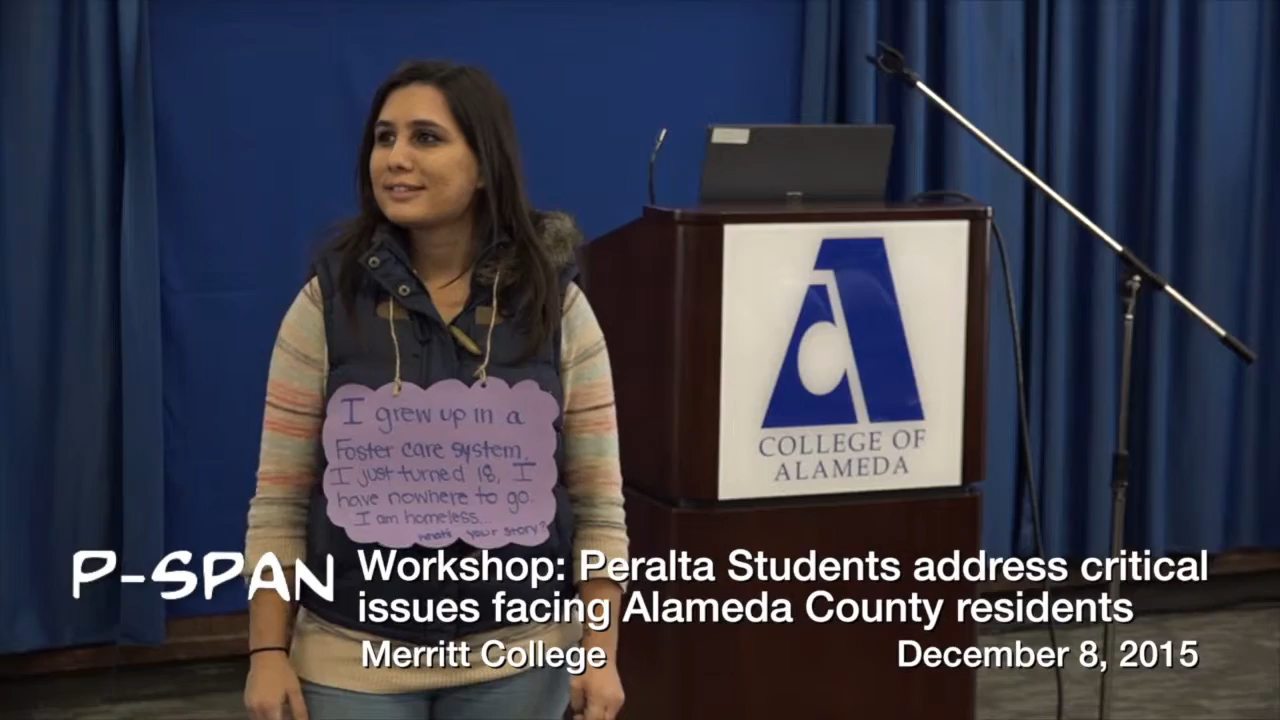 I grew up in a
Foster care system.
I just turned 18, I
have nowhere to go.
I am homeless...
what's your story?
COLLEGE OF
ALAMEDA
P-SPAN
Workshop: Peralta Students address critical
issues facing Alameda County residents
Merritt College
December 8, 2015